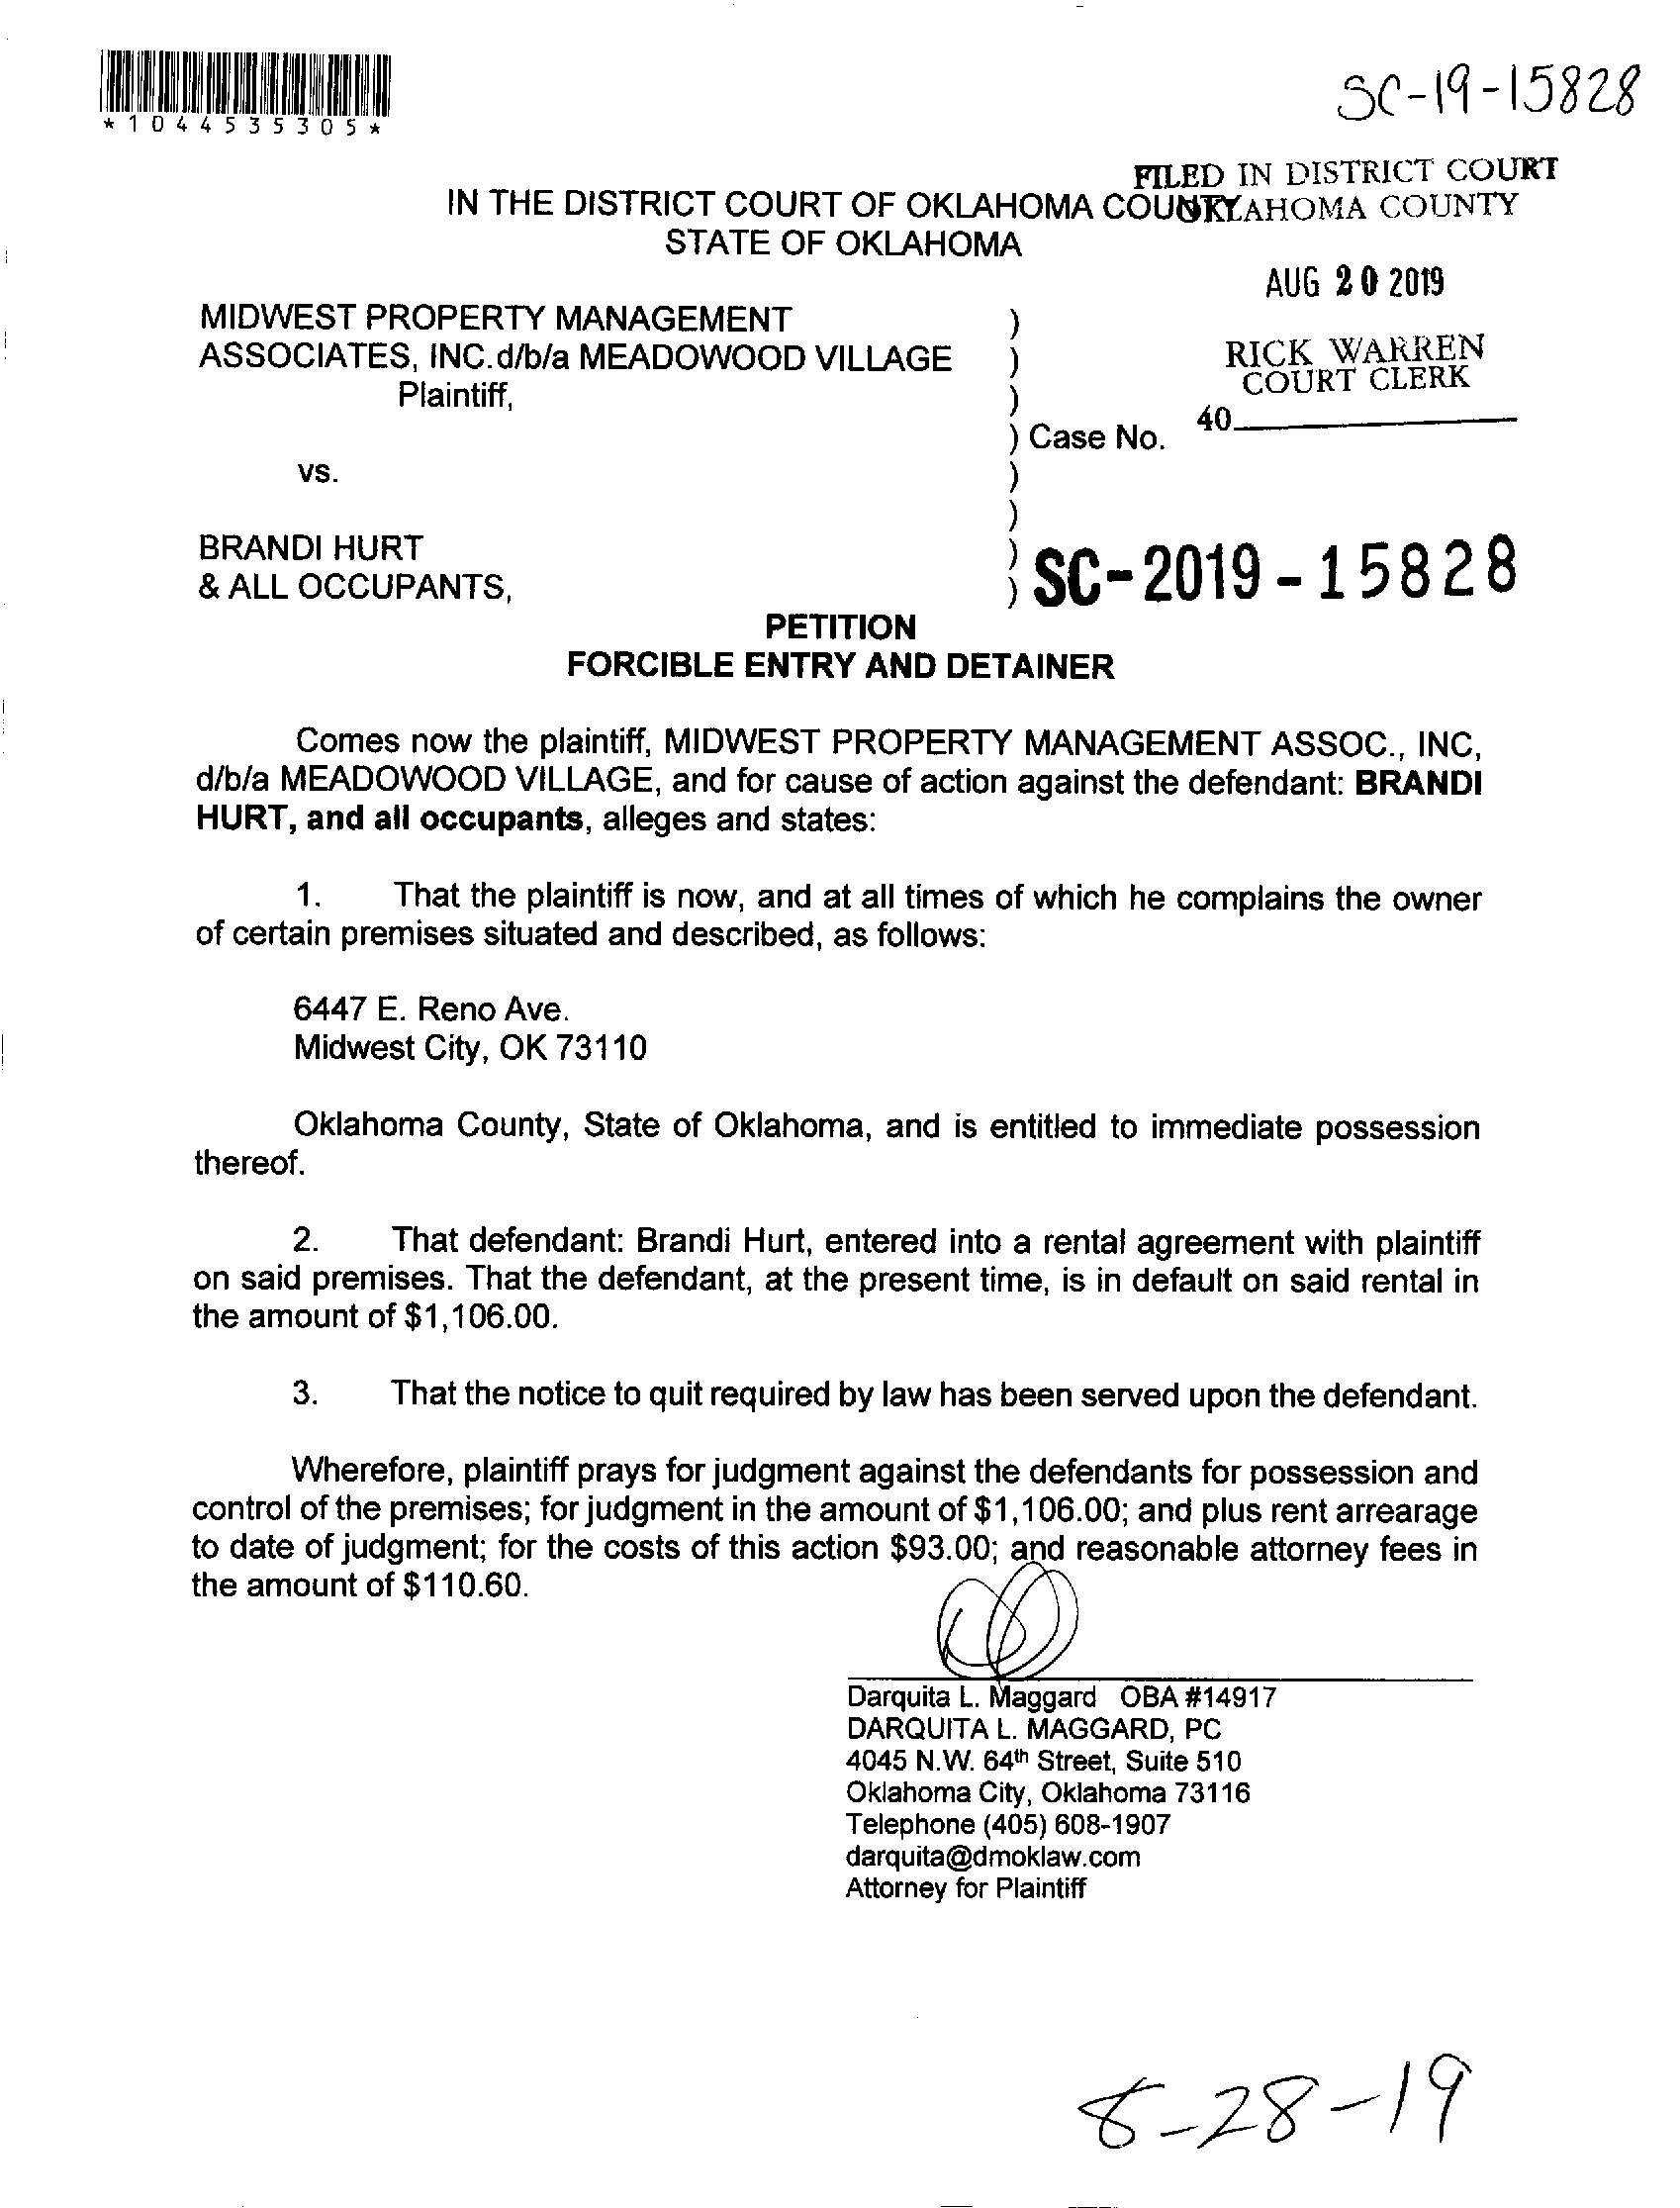 *1044535305*
SC-19-15828
FILED IN DISTRICT COURT
OKLAHOMA COUNTY
IN THE DISTRICT COURT OF OKLAHOMA COUNTY
STATE OF OKLAHOMA
AUG 20 2019
MIDWEST PROPERTY MANAGEMENT )
ASSOCIATES, INC.d/b/a MEADOWOOD VILLAGE )
RICK WARREN
COURT CLERK
Plaintiff, )
40
) Case No.
vs. )
)
BRANDI HURT )
& ALL OCCUPANTS, )
SC-2019-15828
PETITION
FORCIBLE ENTRY AND DETAINER
Comes now the plaintiff, MIDWEST PROPERTY MANAGEMENT ASSOC., INC,
d/b/a MEADOWOOD VILLAGE, and for cause of action against the defendant: BRANDI
HURT, and all occupants, alleges and states:
1. That the plaintiff is now, and at all times of which he complains the owner
of certain premises situated and described, as follows:
6447 E. Reno Ave.
Midwest City, OK 73110
Oklahoma County, State of Oklahoma, and is entitled to immediate possession
thereof.
2. That defendant: Brandi Hurt, entered into a rental agreement with plaintiff
on said premises. That the defendant, at the present time, is in default on said rental in
the amount of $1,106.00.
3. That the notice to quit required by law has been served upon the defendant.
Wherefore, plaintiff prays for judgment against the defendants for possession and
control of the premises; for judgment in the amount of $1,106.00; and plus rent arrearage
to date of judgment; for the costs of this action $93.00; and reasonable attorney fees in
the amount of $110.60.
Darquita L. Maggard OBA #14917
DARQUITA L. MAGGARD, PC
4045 N.W. 64th Street, Suite 510
Oklahoma City, Oklahoma 73116
Telephone (405) 608-1907
darquita@dmoklaw.com
Attorney for Plaintiff
8-28-19